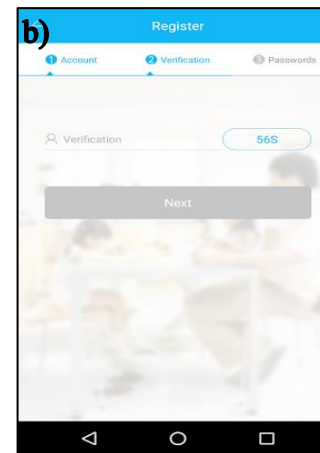 b)
Register
1 Account 2 Verification 3 Passwords
Verification 56S
Next